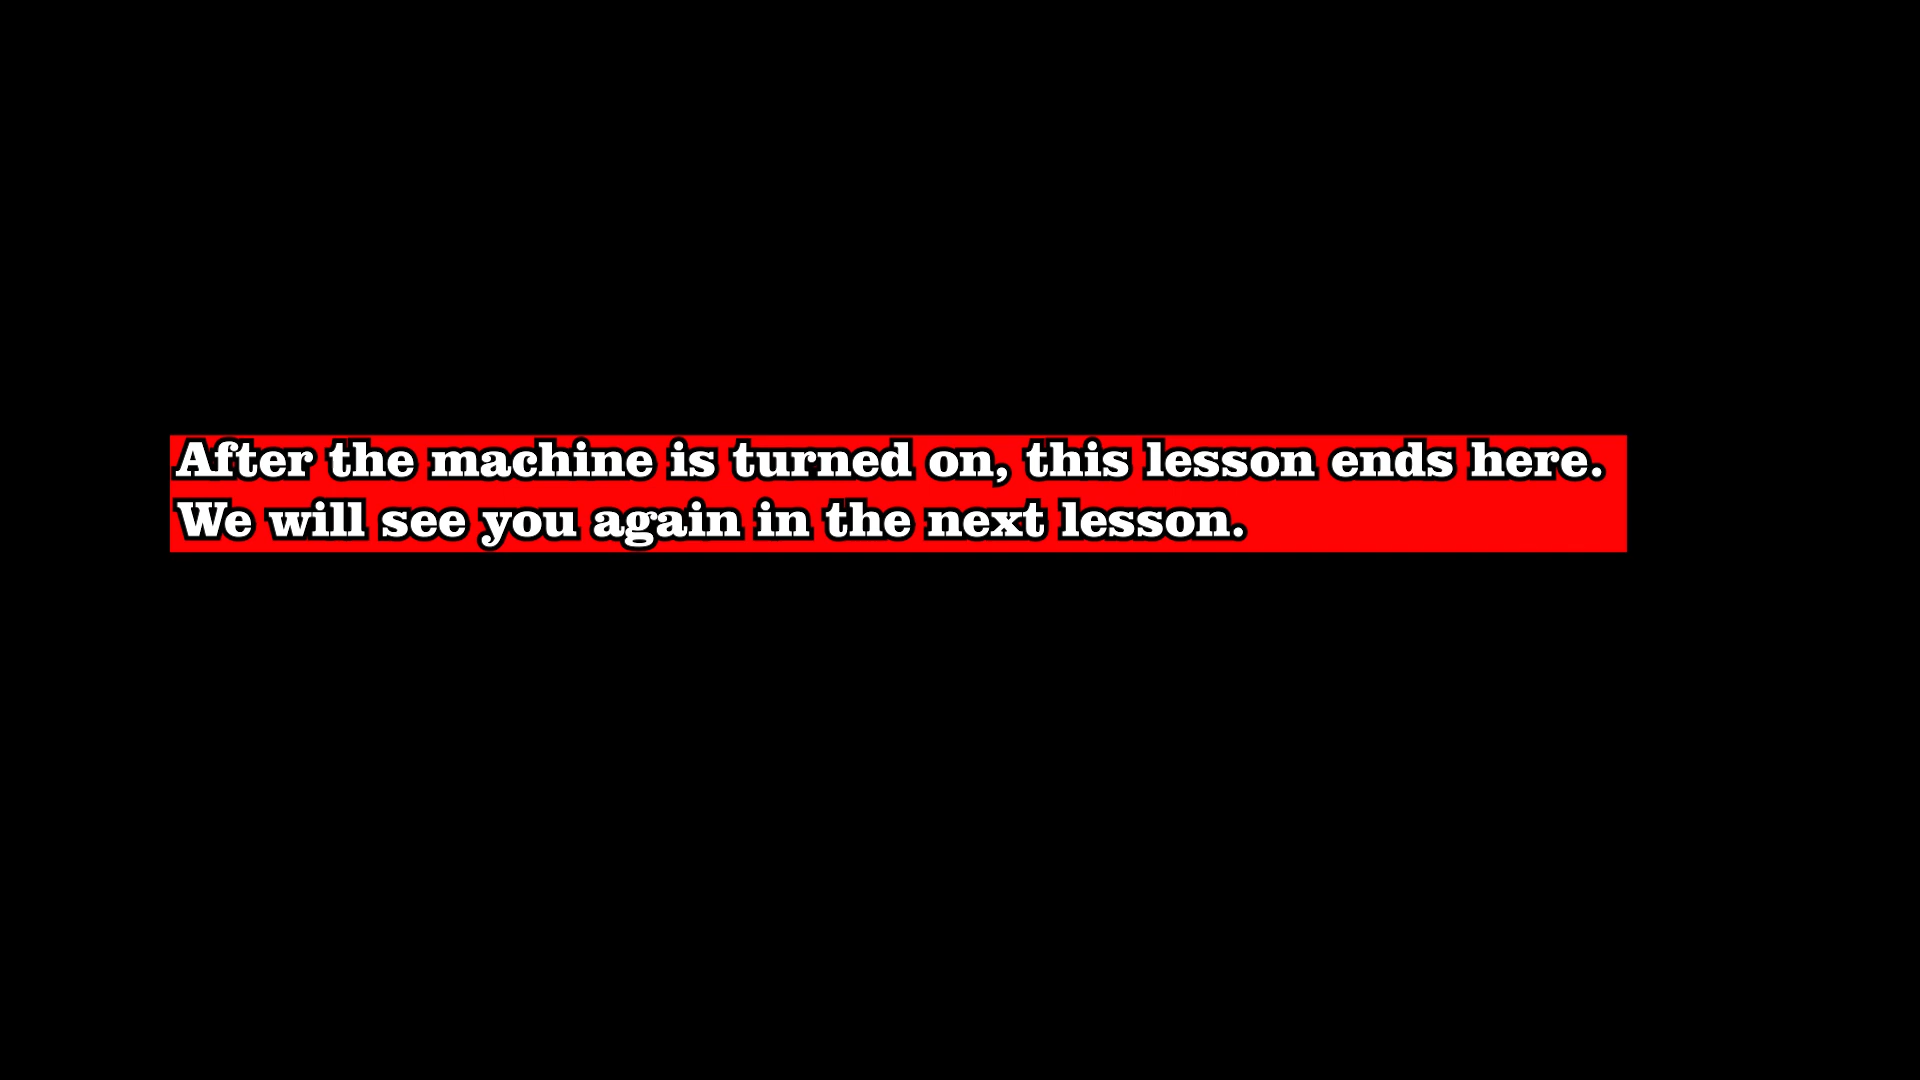 After the machine is turned on, this lesson ends here.
We will see you again in the next lesson.